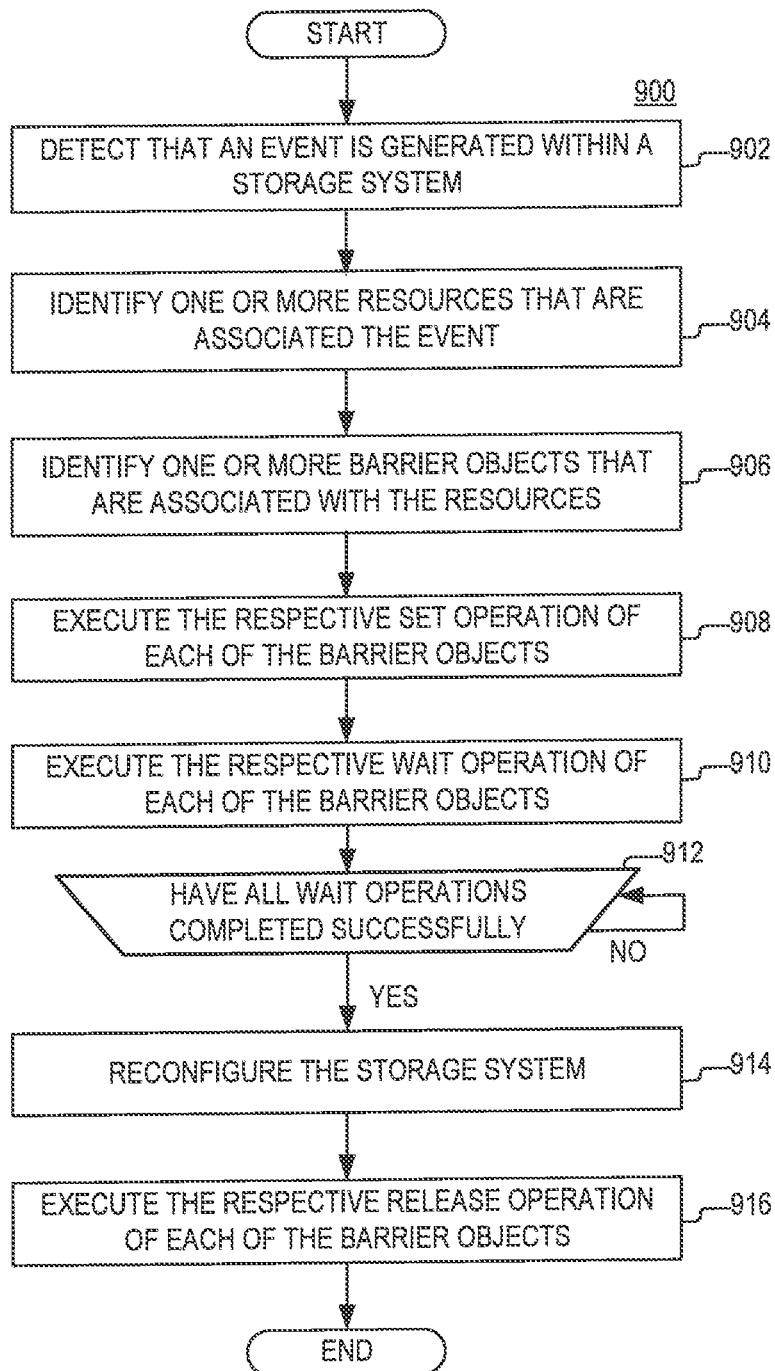 START
900
DETECT THAT AN EVENT IS GENERATED WITHIN A
STORAGE SYSTEM
902
IDENTIFY ONE OR MORE RESOURCES THAT ARE
ASSOCIATED THE EVENT
904
IDENTIFY ONE OR MORE BARRIER OBJECTS THAT
ARE ASSOCIATED WITH THE RESOURCES
906
EXECUTE THE RESPECTIVE SET OPERATION OF
EACH OF THE BARRIER OBJECTS
908
EXECUTE THE RESPECTIVE WAIT OPERATION OF
EACH OF THE BARRIER OBJECTS
910
912
HAVE ALL WAIT OPERATIONS
COMPLETED SUCCESSFULLY
NO
YES
RECONFIGURE THE STORAGE SYSTEM
914
EXECUTE THE RESPECTIVE RELEASE OPERATION
OF EACH OF THE BARRIER OBJECTS
916
END